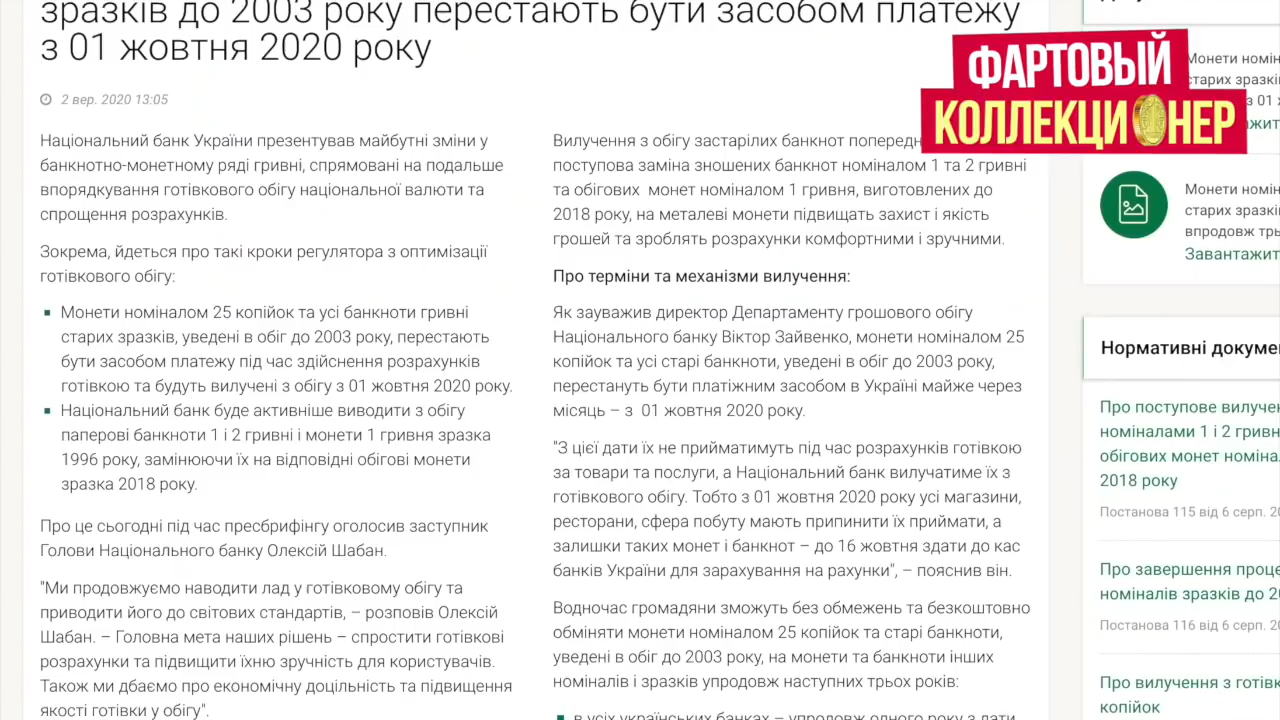 зразків до 2003 року перестають бути засобом платежу
з 01 жовтня 2020 року
2 вер. 2020 13:05
Національний банк України презентував майбутні зміни у
банкнотно-монетному ряді гривні, спрямовані на подальше
впорядкування готівкового обігу національної валюти та
спрощення розрахунків.
Зокрема, йдеться про такі кроки регулятора з оптимізації
готівкового обігу:
Монети номіналом 25 копійок та усі банкноти гривні
старих зразків, уведені в обіг до 2003 року, перестають
бути засобом платежу під час здійснення розрахунків
готівкою та будуть вилучені з обігу з 01 жовтня 2020 року.
Національний банк буде активніше виводити з обігу
паперові банкноти 1 і 2 гривні і монети 1 гривня зразка
1996 року, замінюючи їх на відповідні обігові монети
зразка 2018 року.
Про це сьогодні під час пресбрифінгу оголосив заступник
Голови Національного банку Олексій Шабан.
"Ми продовжуємо наводити лад у готівковому обігу та
приводити його до світових стандартів, – розповів Олексій
Шабан. – Головна мета наших рішень – спростити готівкові
розрахунки та підвищити їхню зручність для користувачів.
Також ми дбаємо про економічну доцільність та підвищення
якості готівки у обігу".
Вилучення з обігу застарілих банкнот попередн
поступова заміна зношених банкнот номіналом 1 та 2 гривні
та обігових монет номіналом 1 гривня, виготовлених до
2018 року, на металеві монети підвищать захист і якість
грошей та зроблять розрахунки комфортними і зручними.
Про терміни та механізми вилучення:
Як зауважив директор Департаменту грошового обігу
Національного банку Віктор Зайвенко, монети номіналом 25
копійок та усі старі банкноти, уведені в обіг до 2003 року,
перестануть бути платіжним засобом в Україні майже через
місяць – з 01 жовтня 2020 року.
"З цієї дати їх не прийматимуть під час розрахунків готівкою
за товари та послуги, а Національний банк вилучатиме їх з
готівкового обігу. Тобто з 01 жовтня 2020 року усі магазини,
ресторани, сфера побуту мають припинити їх приймати, а
залишки таких монет і банкнот – до 16 жовтня здати до кас
банків України для зарахування на рахунки", – пояснив він.
Водночас громадяни зможуть без обмежень та безкоштовно
обміняти монети номіналом 25 копійок та старі банкноти,
уведені в обіг до 2003 року, на монети та банкноти інших
номіналів і зразків упродовж наступних трьох років:
в усіх українських банках – упродовж одного року з дати
ФАРТОВЫЙ
КОЛЛЕКЦИОНЕР
Монети номін
старих зразкі
Монети номін
старих зразкі
впродовж трь
Завантажит
Нормативні докумен
Про поступове вилучен
номіналами 1 і 2 гривн
обігових монет номінал
2018 року
Постанова 115 від 6 серп. 20
Про завершення проце
номіналів зразків до 20
Постанова 116 від 6 серп. 20
Про вилучення з готівк
копійок